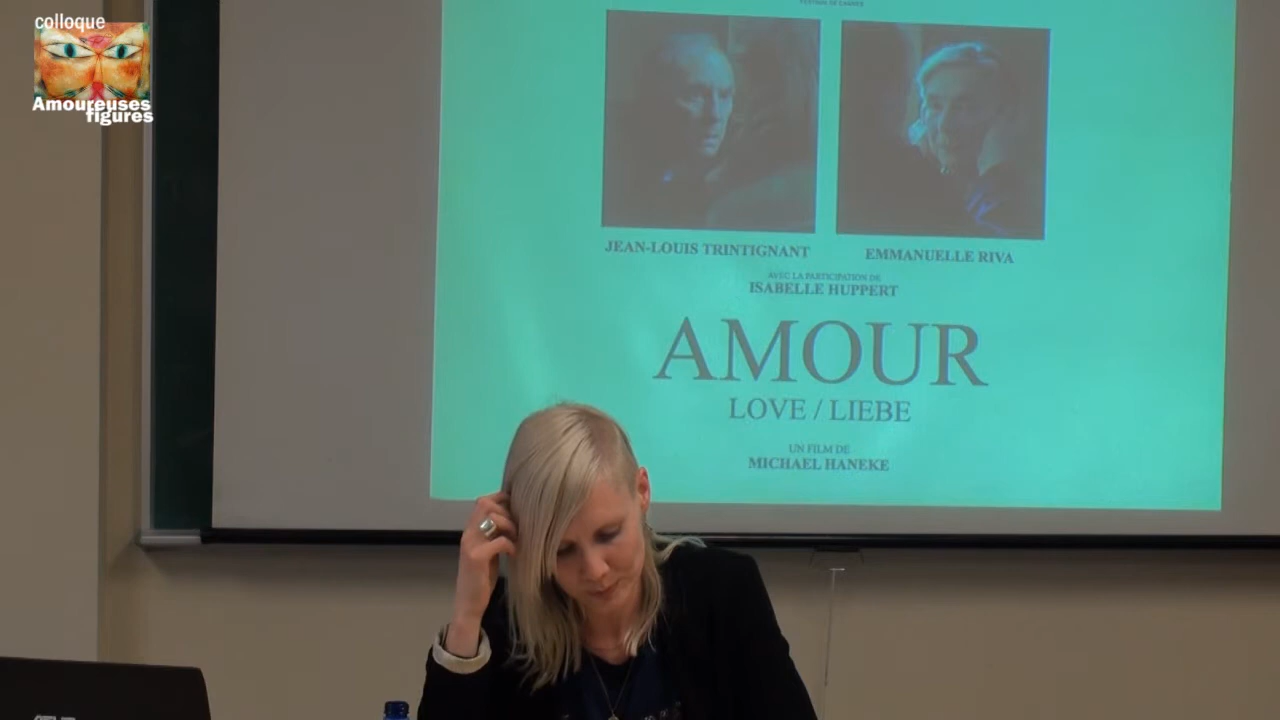 colloque
Amoureuses
figures
JEAN-LOUIS TRINTIGNANT
EMMANUELLE RIVA
AVEC LA PARTICIPATION DE
ISABELLE HUPPERT
AMOUR
LOVE / LIEBE
UN FILM DE
MICHAEL HANEKE